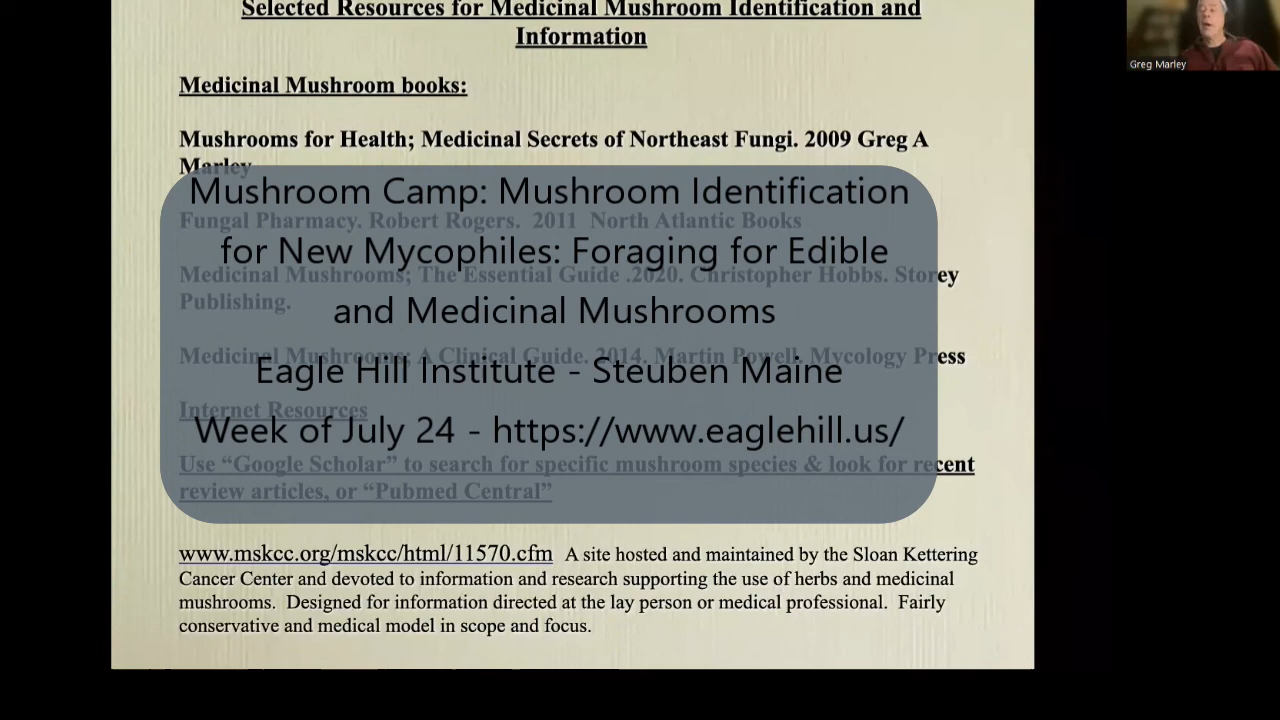 Selected Resources for Medicinal Mushroom Identification and
Information
Greg Marley
Medicinal Mushroom books:
Mushrooms for Health; Medicinal Secrets of Northeast Fungi. 2009 Greg A
Marley
Mushroom Camp: Mushroom Identification
for New Mycophiles: Foraging for Edible
and Medicinal Mushrooms
Eagle Hill Institute - Steuben Maine
Week of July 24 - https://www.eaglehill.us/
Fungal Pharmacy. Robert Rogers.  2011  North Atlantic Books
Medicinal Mushrooms; The Essential Guide .2020. Christopher Hobbs. Storey
Publishing.
Medicinal Mushrooms; A Clinical Guide. 2014. Martin Powell. Mycology Press
Internet Resources
Use “Google Scholar” to search for specific mushroom species & look for recent
review articles, or “Pubmed Central”
www.mskcc.org/mskcc/html/11570.cfm  A site hosted and maintained by the Sloan Kettering
Cancer Center and devoted to information and research supporting the use of herbs and medicinal
mushrooms.  Designed for information directed at the lay person or medical professional.  Fairly
conservative and medical model in scope and focus.